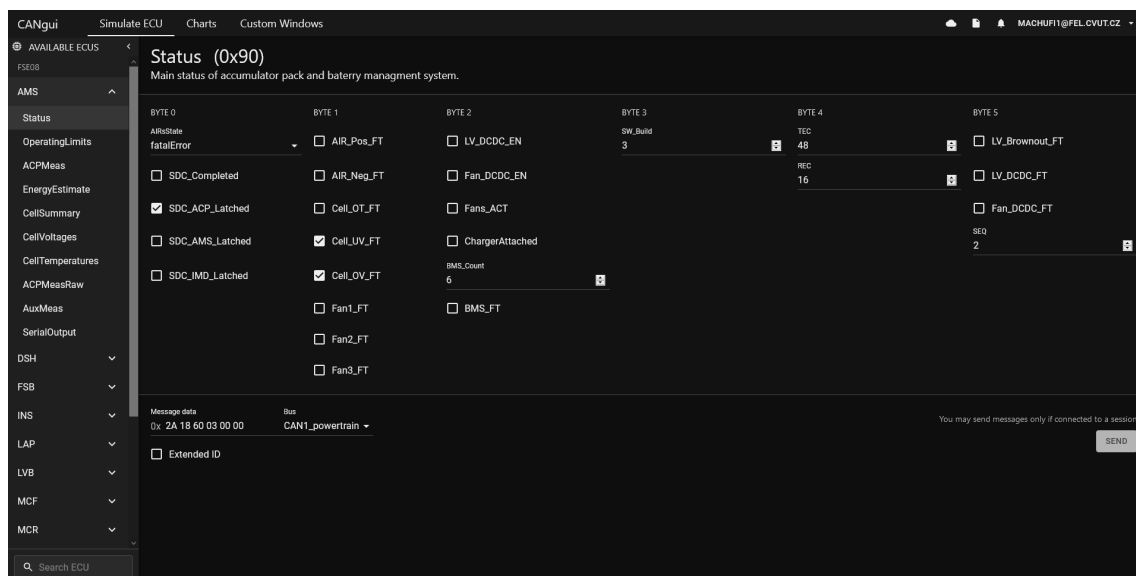 CANgui Simulate ECU Charts Custom Windows MACHUFI1@FEL.CVUT.CZ
AVAILABLE ECUS
FSE08
AMS
Status
OperatingLimits
ACPMeas
EnergyEstimate
CellSummary
CellVoltages
CellTemperatures
ACPMeasRaw
AuxMeas
SerialOutput
DSH
FSB
INS
LAP
LVB
MCF
MCR
Search ECU
Status (0x90)
Main status of accumulator pack and baterry managment system.
BYTE 0
AIRsState
fatalError
SDC_Completed
SDC_ACP_Latched
SDC_AMS_Latched
SDC_IMD_Latched
BYTE 1
AIR_Pos_FT
AIR_Neg_FT
Cell_OT_FT
Cell_UV_FT
Cell_OV_FT
Fan1_FT
Fan2_FT
Fan3_FT
BYTE 2
LV_DCDC_EN
Fan_DCDC_EN
Fans_ACT
ChargerAttached
BMS_Count
6
BMS_FT
BYTE 3
SW_Build
3
BYTE 4
TEC
48
REC
16
BYTE 5
LV_Brownout_FT
LV_DCDC_FT
Fan_DCDC_FT
SEQ
2
Message data
0x 2A 18 60 03 00 00
Bus
CAN1_powertrain
Extended ID
You may send messages only if connected to a session
SEND